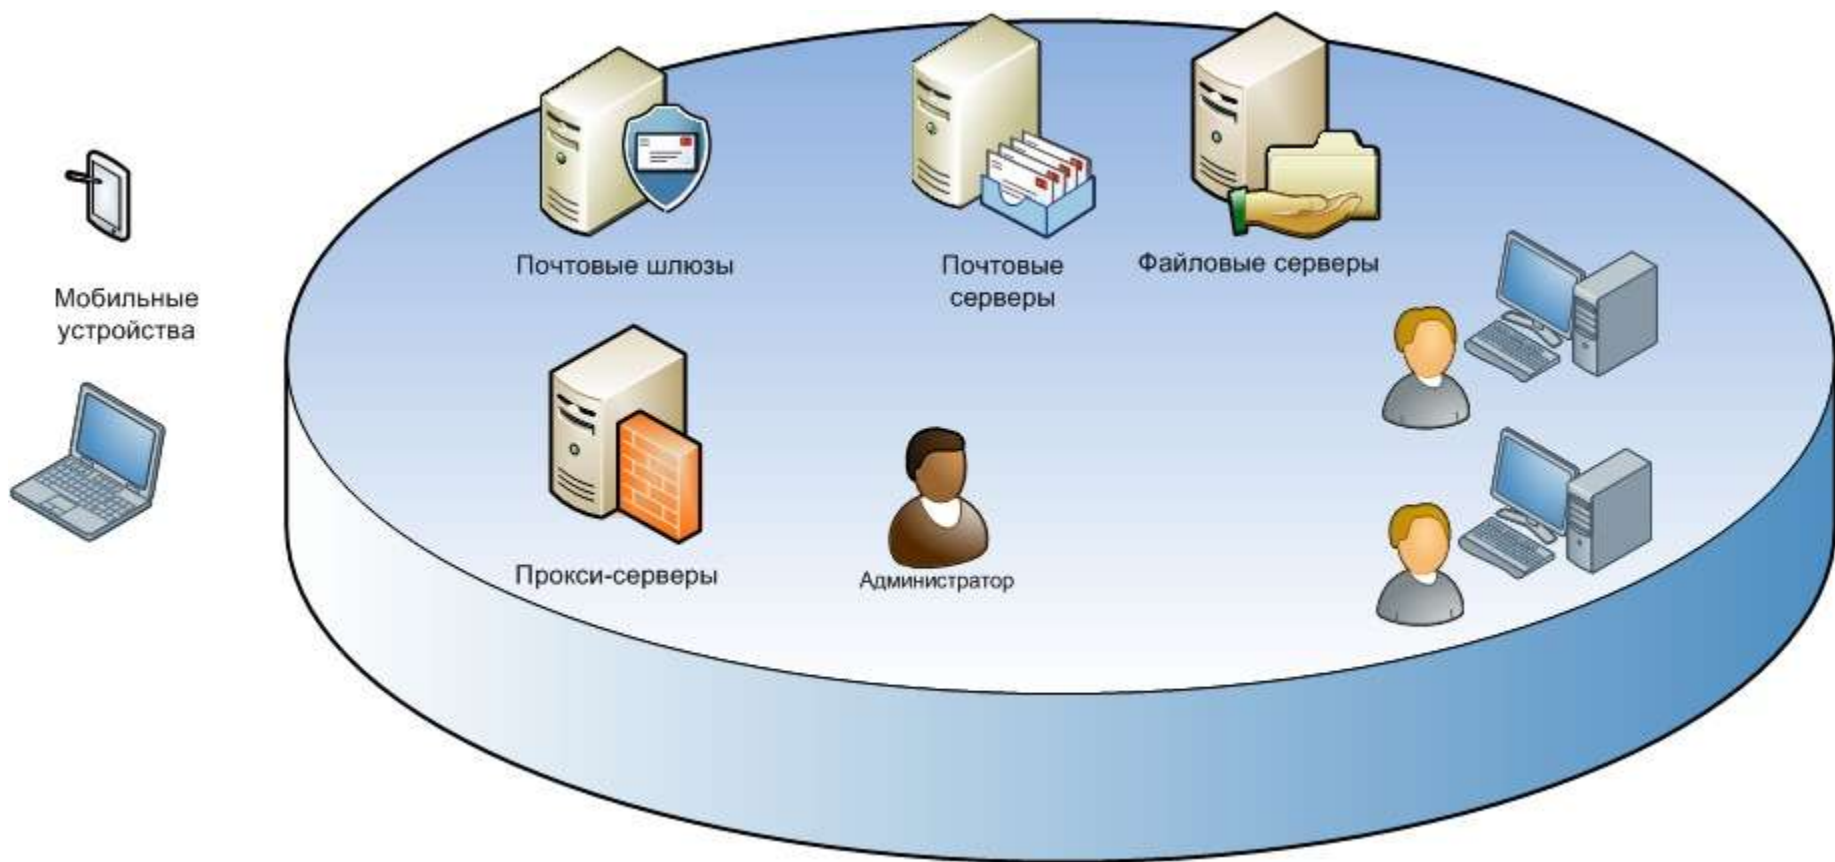 Почтовые шлюзы
Почтовые
серверы
Файловые серверы
Мобильные
устройства
Прокси-серверы
Администратор